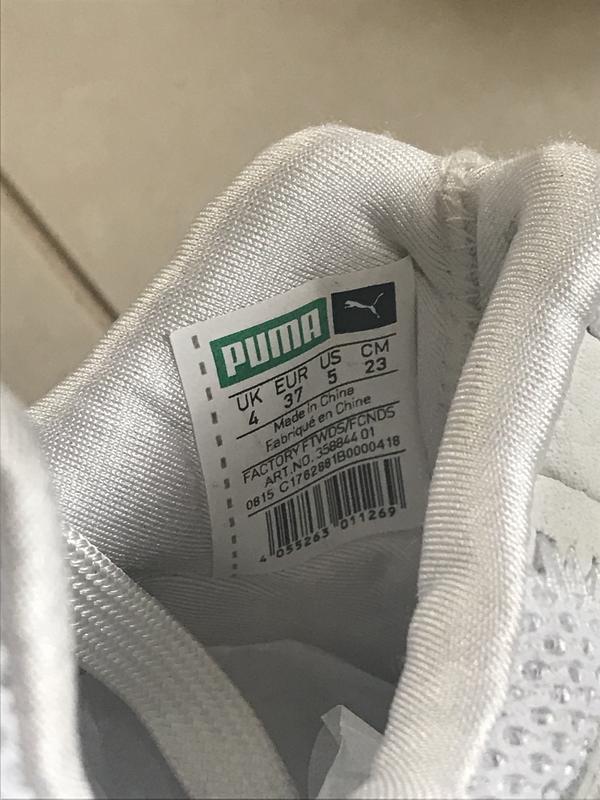 PUMA
UK EUR US CM
4 37 5 23
Made in China
Fabriqué en Chine
FACTORY FTWDS/FCNDS
ART.NO. 358844 01
0815 C1762881B0000418
4 055263 011269